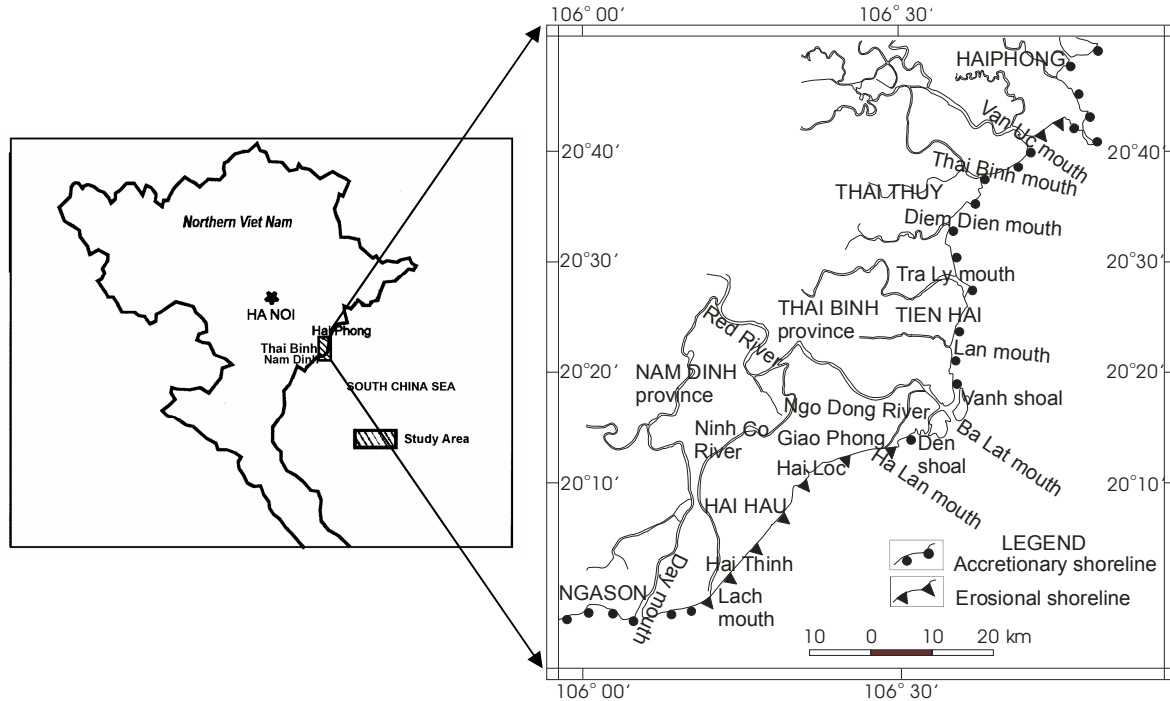 Northern Viet Nam
HA NOI
Hai Phong
Thai Binh
Nam Dinh
SOUTH CHINA SEA
Study Area
106° 00'
106° 30'
HAIPHONG
Van Uc mouth
20°40'
20°40'
Thai Binh mouth
THAI THUY
Diem Dien mouth
20°30'
20°30'
Tra Ly mouth
THAI BINH
province
TIEN HAI
Red River
Lan mouth
20°20'
20°20'
NAM DINH
province
Vanh shoal
Ngo Dong River
Ba Lat mouth
Ninh Co
River
Giao Phong
Den
shoal
Hai Loc
Ha Lan mouth
20°10'
20°10'
HAI HAU
LEGEND
Accretionary shoreline
Erosional shoreline
Hai Thinh
Day mouth
NGASON
Lach
mouth
10 0 10 20 km
106° 00'
106° 30'